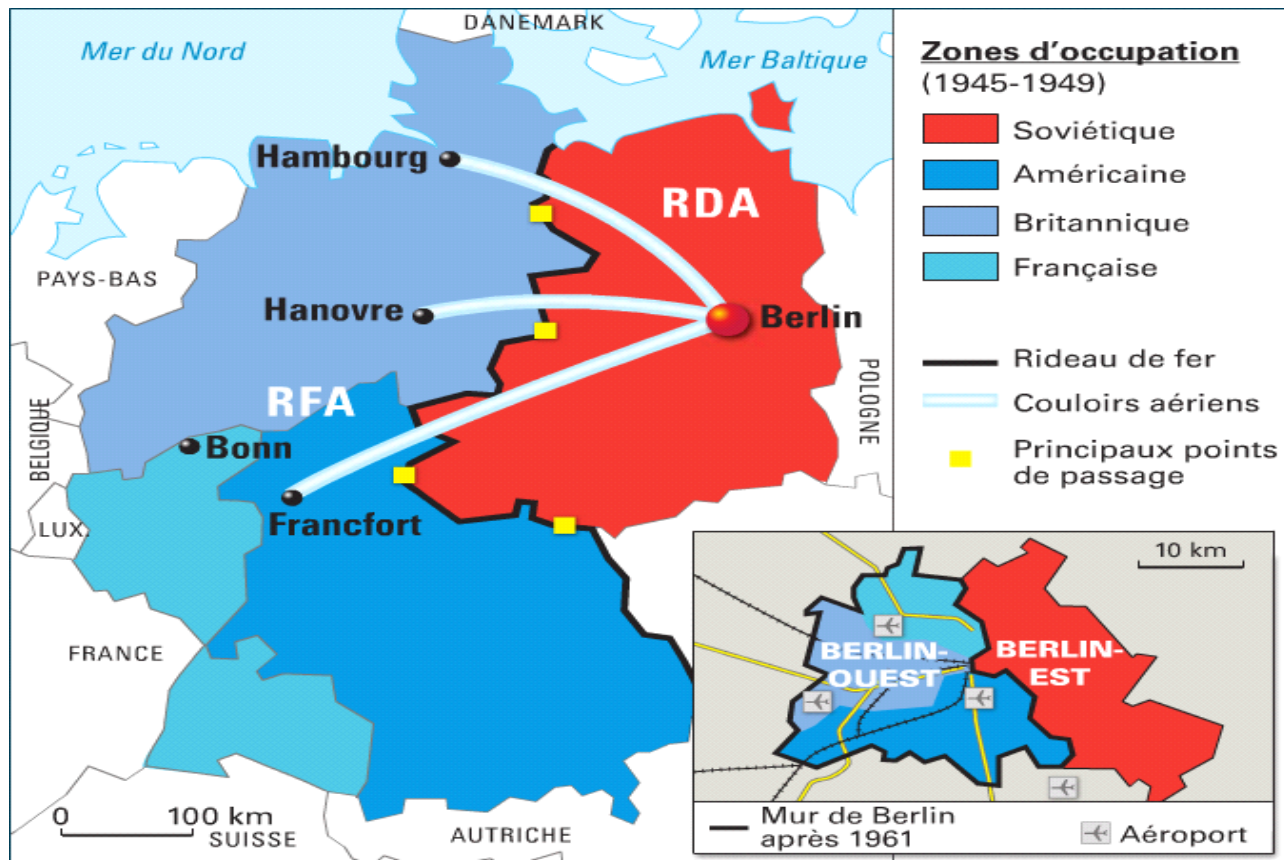 DANEMARK
Mer du Nord
Mer Baltique
Hambourg
RDA
PAYS-BAS
Hanovre
Berlin
POLOGNE
RFA
BELGIQUE
Bonn
LUX.
Francfort
FRANCE
0 100 km
SUISSE
AUTRICHE
Zones d'occupation
(1945-1949)
Soviétique
Américaine
Britannique
Française
Rideau de fer
Couloirs aériens
Principaux points
de passage
10 km
BERLIN-
OUEST
BERLIN-
EST
Mur de Berlin
après 1961
Aéroport